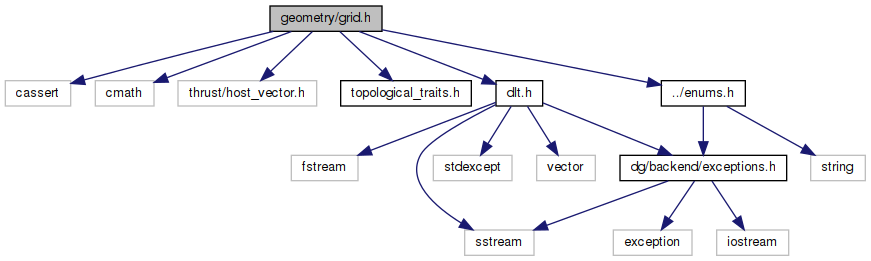 geometry/grid.h
cassert
cmath
thrust/host_vector.h
topological_traits.h
dlt.h
../enums.h
fstream
stdexcept
vector
dg/backend/exceptions.h
string
sstream
exception
iostream